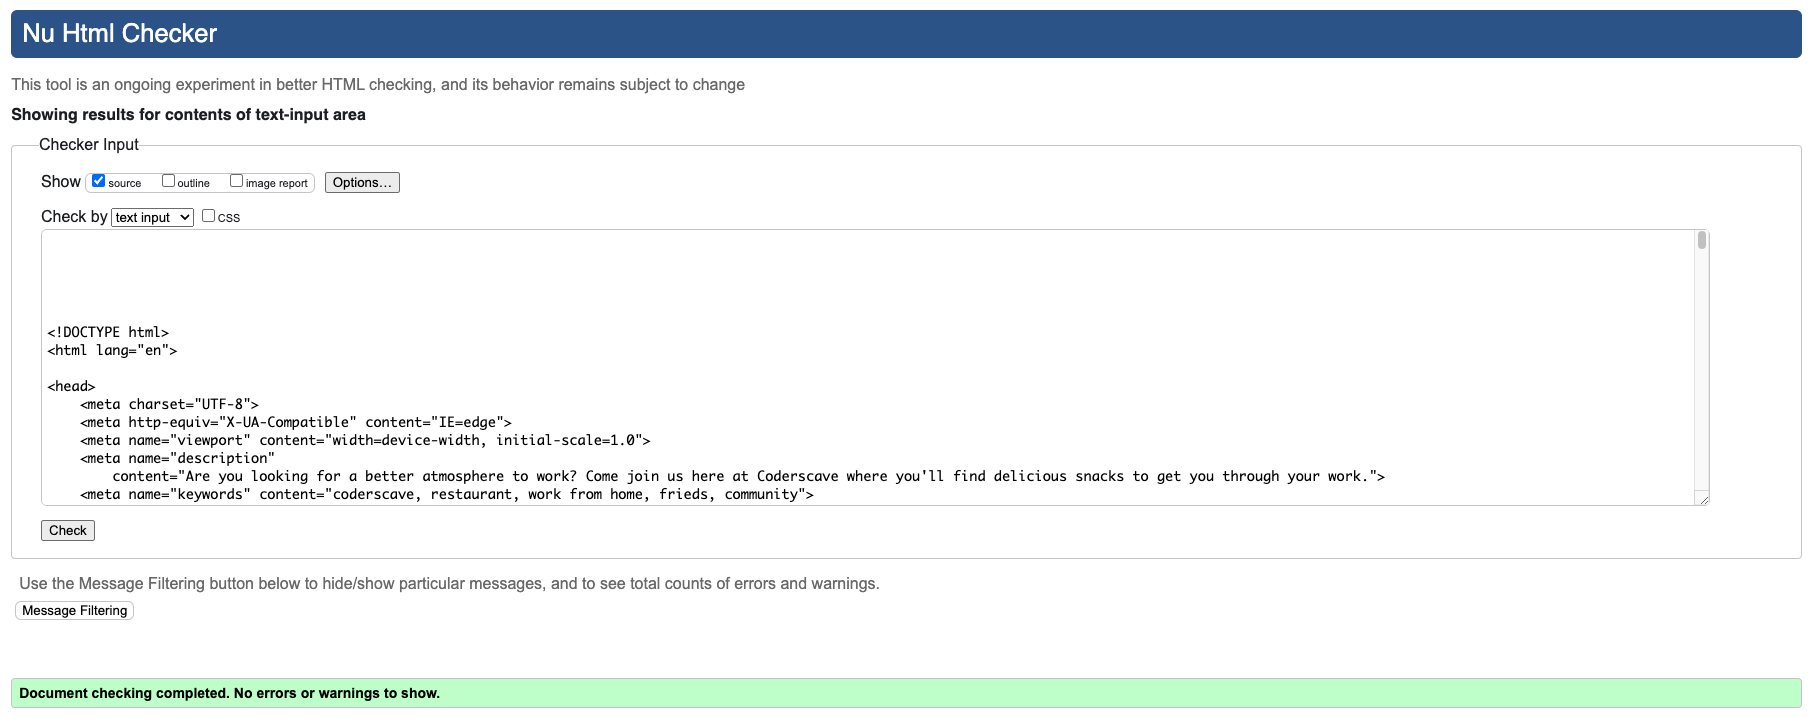 Nu Html Checker
This tool is an ongoing experiment in better HTML checking, and its behavior remains subject to change
Showing results for contents of text-input area
Checker Input
Show source outline image report Options...
Check by text input css
<!DOCTYPE html>
<html lang="en">
<head>
<meta charset="UTF-8">
<meta http-equiv="X-UA-Compatible" content="IE=edge">
<meta name="viewport" content="width=device-width, initial-scale=1.0">
<meta name="description"
content="Are you looking for a better atmosphere to work? Come join us here at Coderscave where you'll find delicious snacks to get you through your work.">
<meta name="keywords" content="coderscave, restaurant, work from home, frieds, community">
Check
Use the Message Filtering button below to hide/show particular messages, and to see total counts of errors and warnings.
Message Filtering
Document checking completed. No errors or warnings to show.